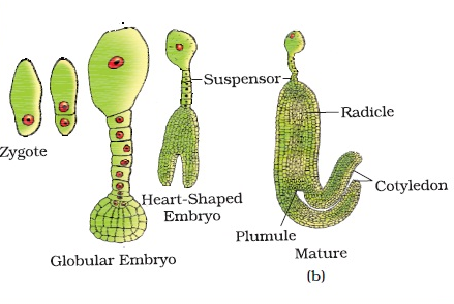 Suspensor
Radicle
Zygote
Cotyledon
Heart-Shaped
Embryo
Plumule
Globular Embryo
Mature
(b)